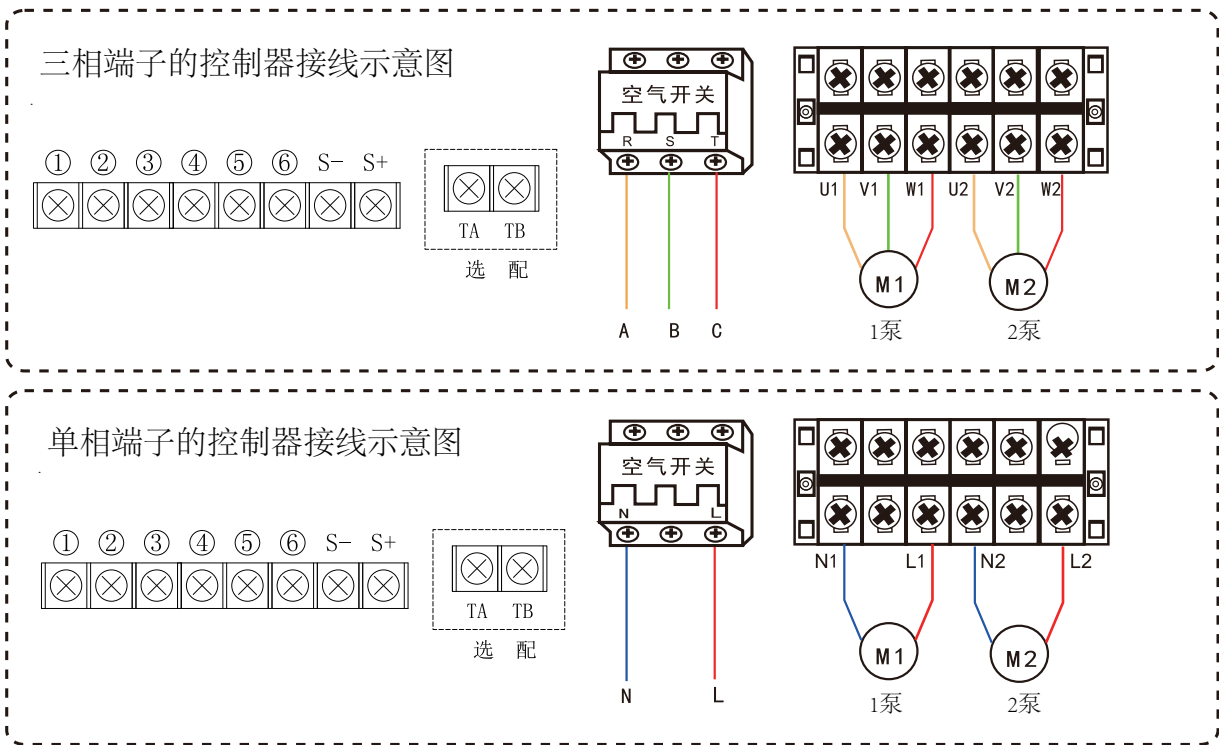 三相端子的控制器接线示意图
① ② ③ ④ ⑤ ⑥ S- S+
TA TB
选 配
空气开关
R S T
A B C
U1 V1 W1 U2 V2 W2
M1 M2
1泵 2泵
单相端子的控制器接线示意图
① ② ③ ④ ⑤ ⑥ S- S+
TA TB
选 配
空气开关
N L
N L
N1 L1 N2 L2
M1 M2
1泵 2泵